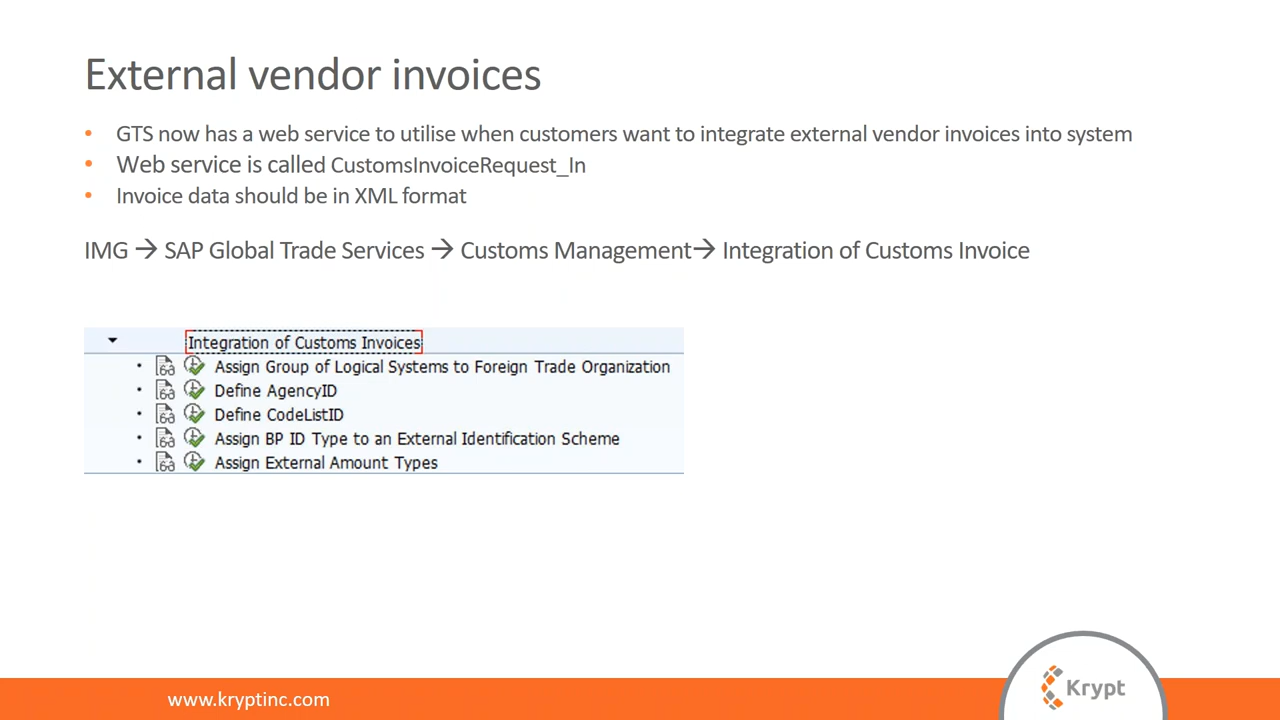 External vendor invoices
• GTS now has a web service to utilise when customers want to integrate external vendor invoices into system
• Web service is called CustomsInvoiceRequest_In
• Invoice data should be in XML format
IMG → SAP Global Trade Services → Customs Management→ Integration of Customs Invoice
Integration of Customs Invoices
• Assign Group of Logical Systems to Foreign Trade Organization
• Define AgencyID
• Define CodeListID
• Assign BP ID Type to an External Identification Scheme
• Assign External Amount Types
www.kryptinc.com
Krypt